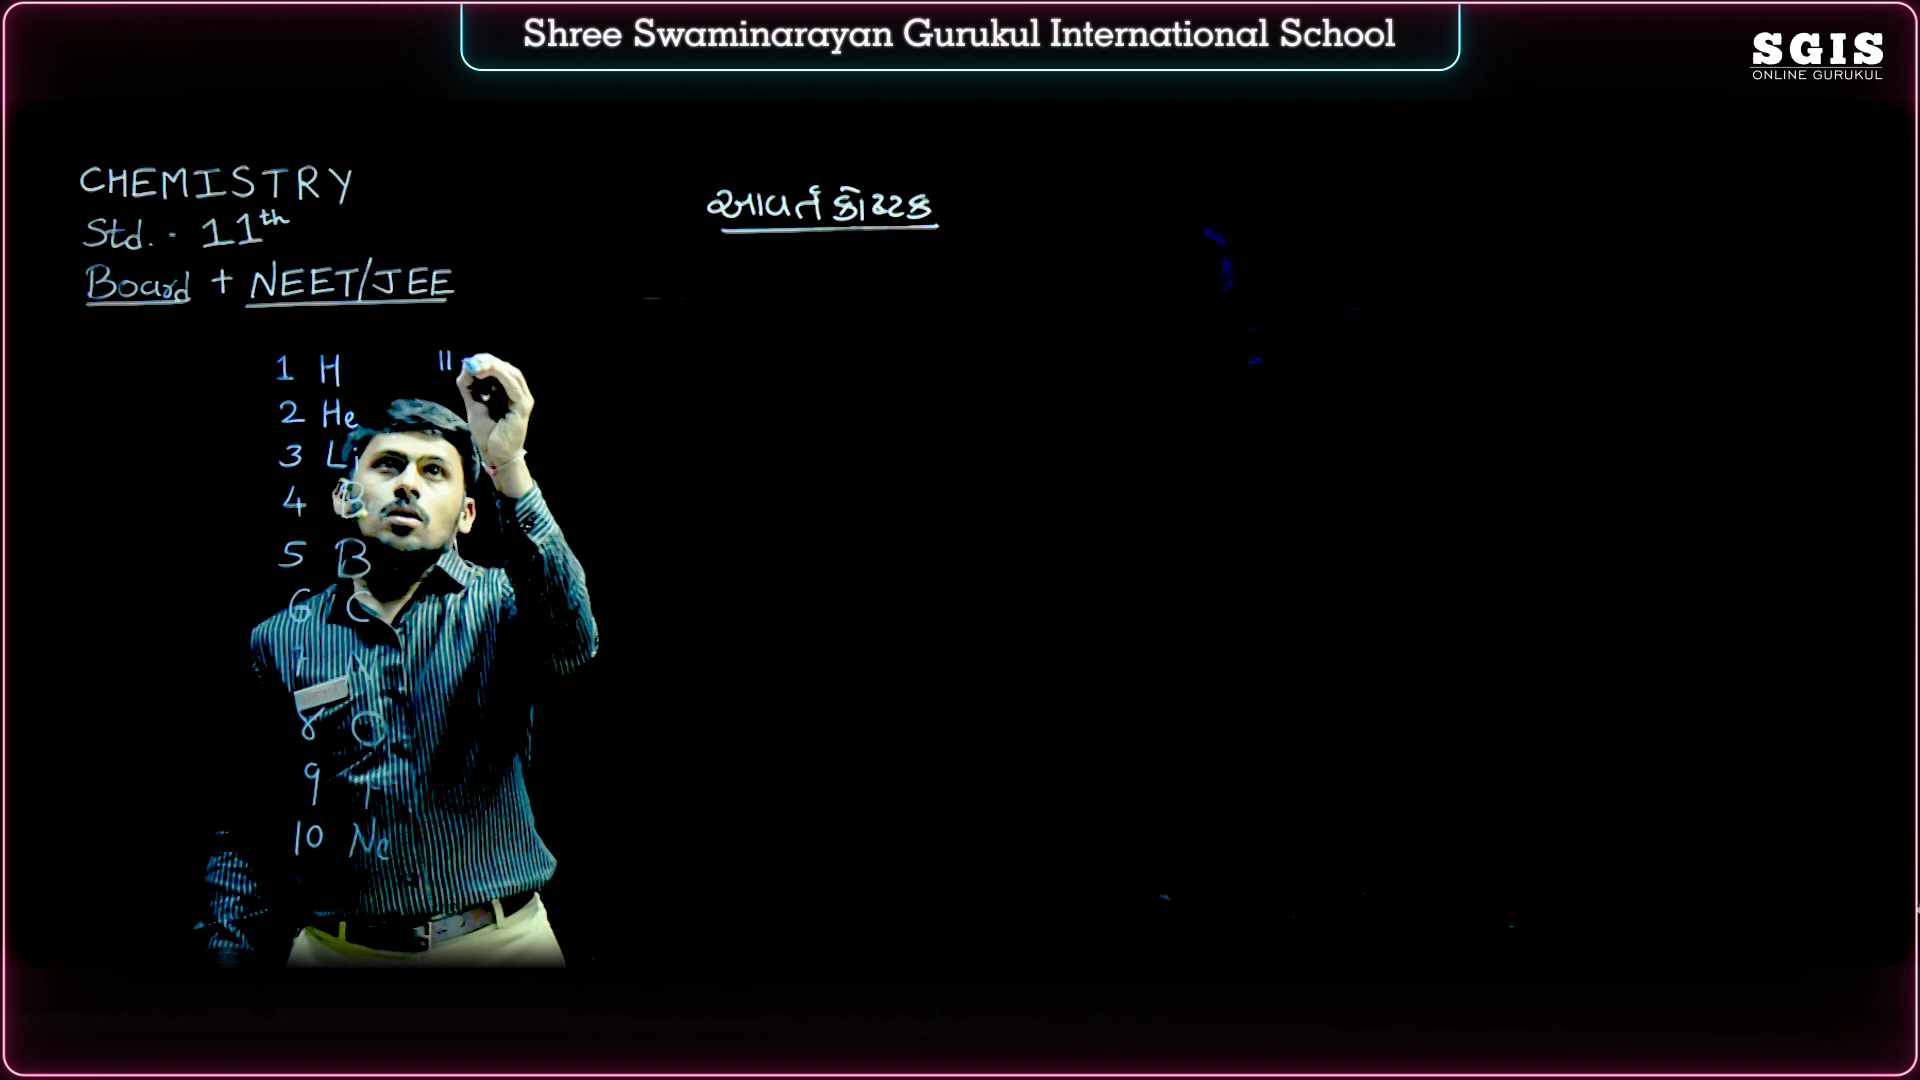 Shree Swaminarayan Gurukul International School
SGIS
ONLINE GURUKUL
CHEMISTRY
Std. - 11th
Board + NEET/JEE
આવર્ત કોષ્ટક
1 H
2 He
3 Li
4 Be
5 B
6 C
7 N
8 O
9 F
10 Ne
11